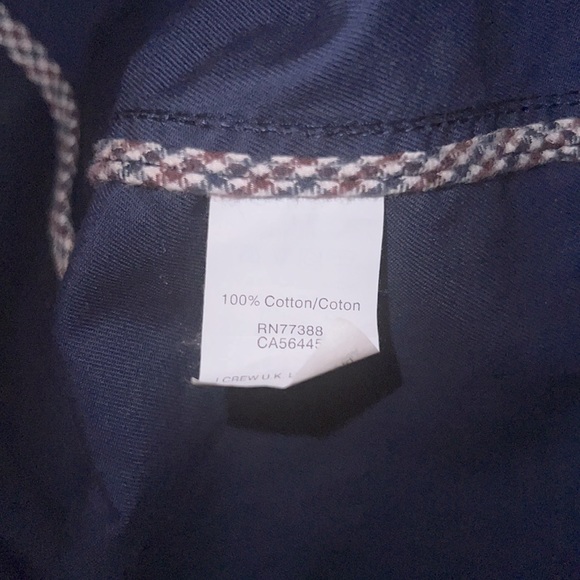 100% Cotton/Coton
RN77388
CA56445
J CREW U.K.